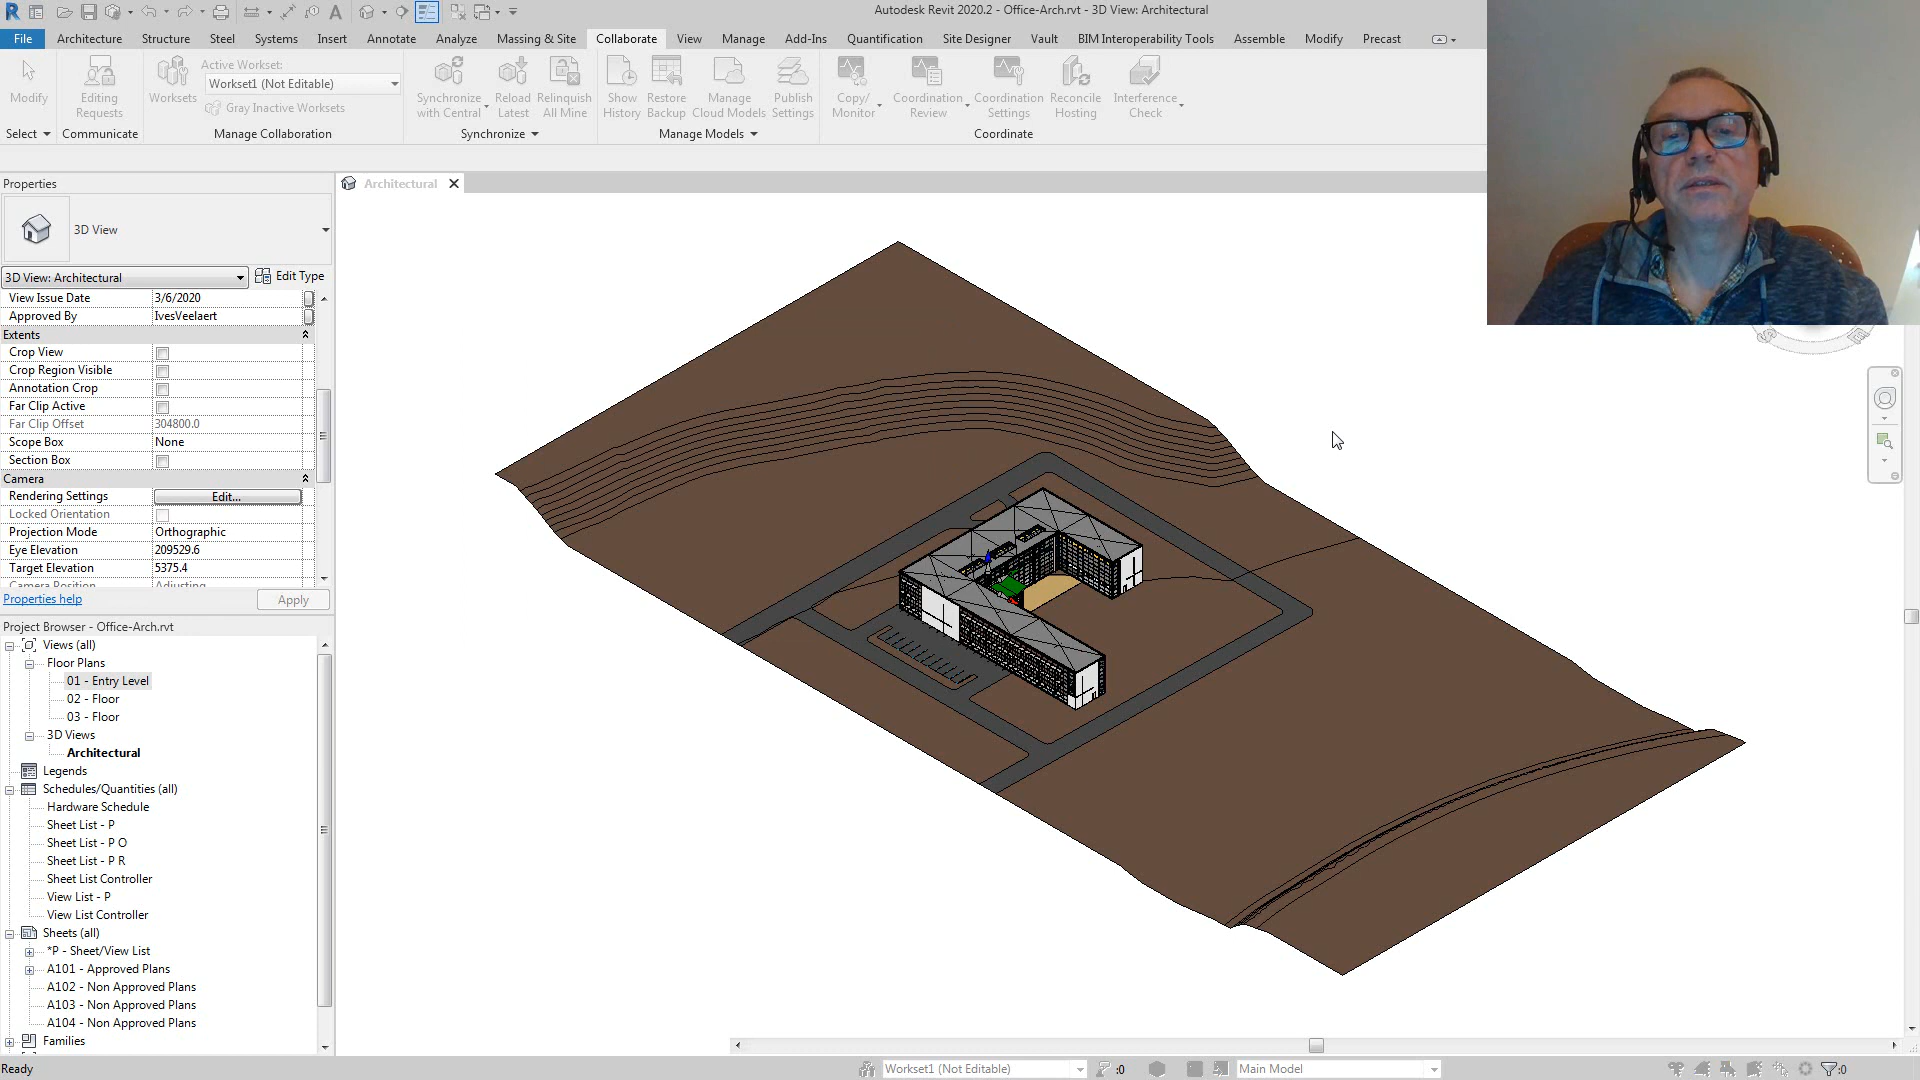 Autodesk Revit 2020.2 - Office-Arch.rvt - 3D View: Architectural
File Architecture Structure Steel Systems Insert Annotate Analyze Massing & Site Collaborate View Manage Add-Ins Quantification Site Designer Vault BIM Interoperability Tools Assemble Modify Precast
Active Workset:
Workset1 (Not Editable)
Gray Inactive Worksets
Modify
Editing
Requests
Worksets
Synchronize
with Central
Reload
Latest
Relinquish
All Mine
Show
History
Restore
Backup
Manage
Cloud Models
Publish
Settings
Copy/
Monitor
Coordination
Review
Coordination
Settings
Reconcile
Hosting
Interference
Check
Select Communicate Manage Collaboration Synchronize Manage Models Coordinate
Properties
Architectural
3D View
3D View: Architectural Edit Type
View Issue Date 3/6/2020
Approved By IvesVeelaert
Extents
Crop View
Crop Region Visible
Annotation Crop
Far Clip Active
Far Clip Offset 304800.0
Scope Box None
Section Box
Camera
Rendering Settings Edit...
Locked Orientation
Projection Mode Orthographic
Eye Elevation 209529.6
Target Elevation 5375.4
Camera Position Adjusting
Properties help Apply
Project Browser - Office-Arch.rvt
Views (all)
Floor Plans
01 - Entry Level
02 - Floor
03 - Floor
3D Views
Architectural
Legends
Schedules/Quantities (all)
Hardware Schedule
Sheet List - P
Sheet List - P O
Sheet List - P R
Sheet List Controller
View List - P
View List Controller
Sheets (all)
*P - Sheet/View List
A101 - Approved Plans
A102 - Non Approved Plans
A103 - Non Approved Plans
A104 - Non Approved Plans
Families
Ready
Workset1 (Not Editable) :0 Main Model :0